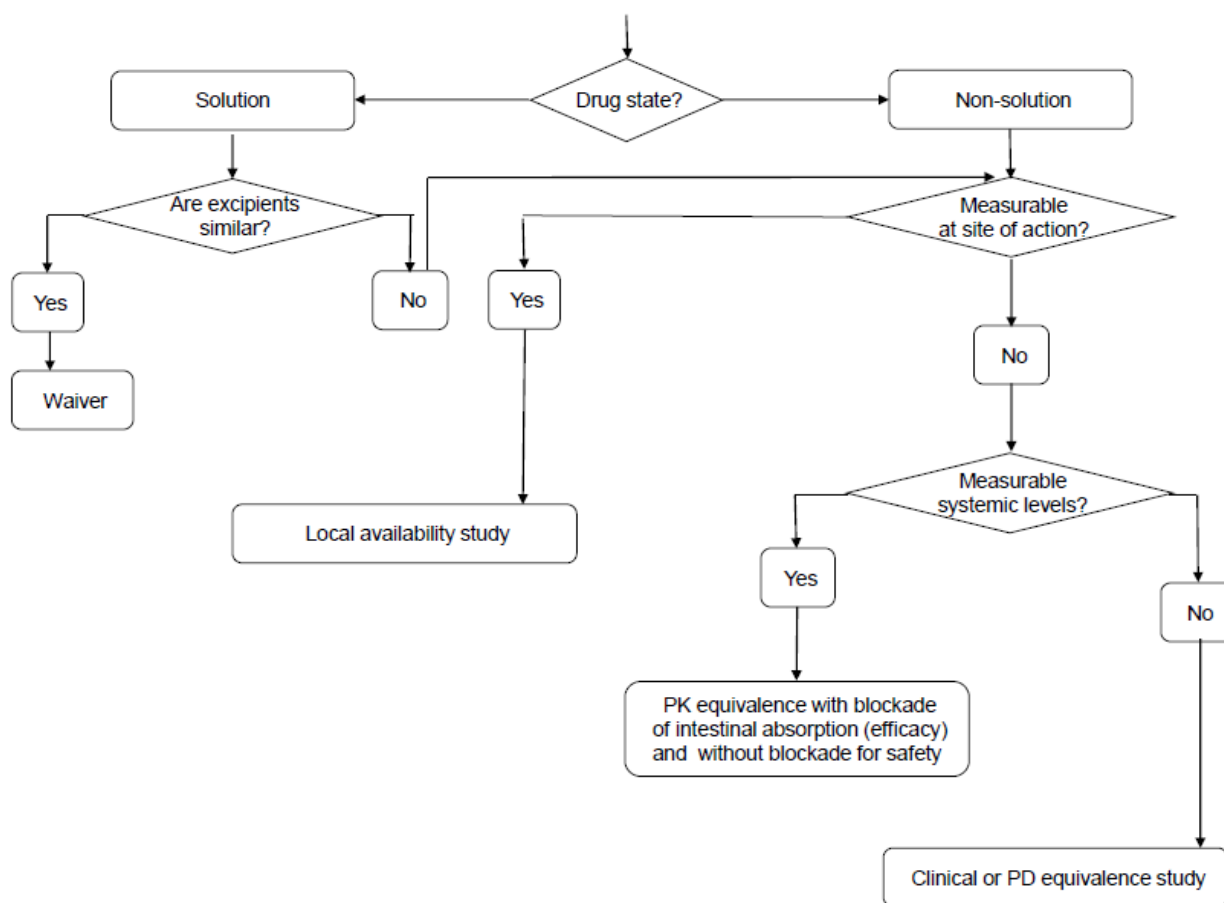 Solution
Drug state?
Non-solution
Are excipients
similar?
Measurable
at site of action?
Yes
No
Yes
No
Waiver
Measurable
systemic levels?
Local availability study
Yes
No
PK equivalence with blockade
of intestinal absorption (efficacy)
and without blockade for safety
Clinical or PD equivalence study